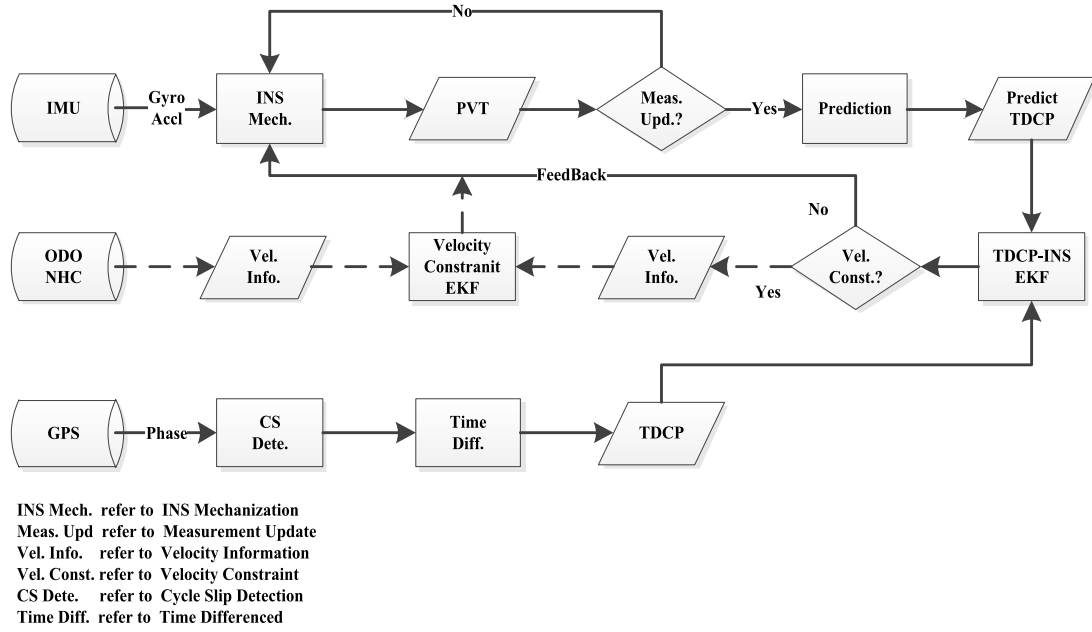 No
IMU
Gyro
Accl
INS
Mech.
PVT
Meas.
Upd.?
Yes
Prediction
Predict
TDCP
FeedBack
No
ODO
NHC
Vel.
Info.
Velocity
Constranit
EKF
Vel.
Info.
Yes
Vel.
Const.?
TDCP-INS
EKF
GPS
Phase
CS
Dete.
Time
Diff.
TDCP
INS Mech. refer to INS Mechanization
Meas. Upd refer to Measurement Update
Vel. Info. refer to Velocity Information
Vel. Const. refer to Velocity Constraint
CS Dete. refer to Cycle Slip Detection
Time Diff. refer to Time Differenced